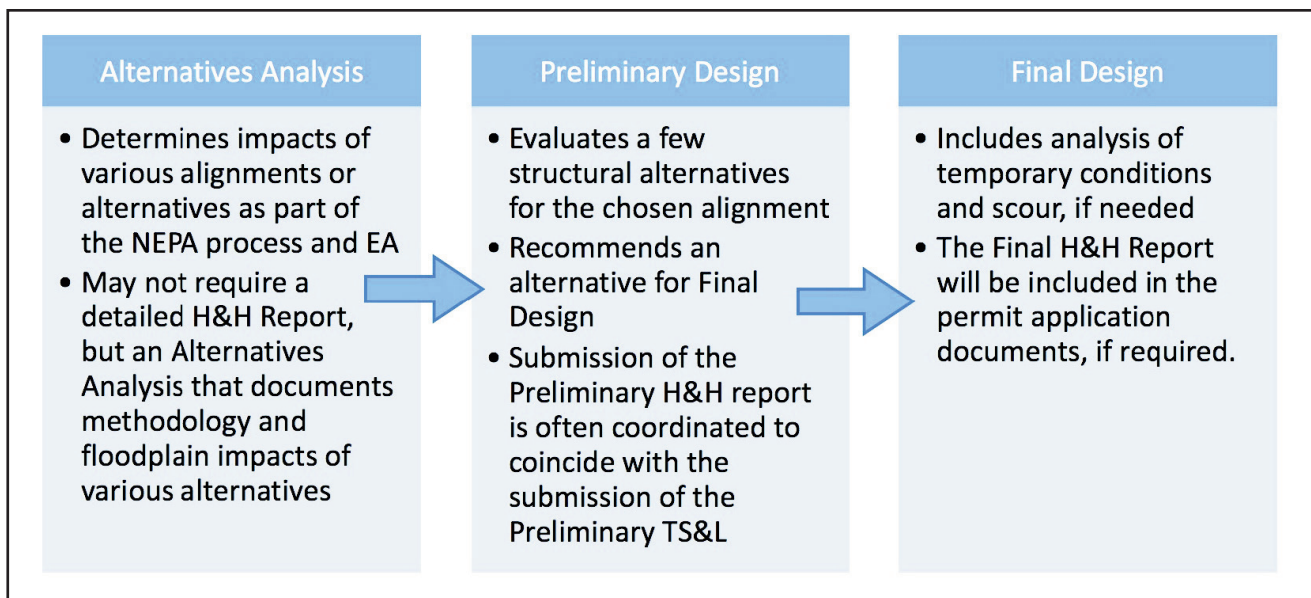 Alternatives Analysis
• Determines impacts of
various alignments or
alternatives as part of
the NEPA process and EA
• May not require a
detailed H&H Report,
but an Alternatives
Analysis that documents
methodology and
floodplain impacts of
various alternatives
Preliminary Design
• Evaluates a few
structural alternatives
for the chosen alignment
• Recommends an
alternative for Final
Design
• Submission of the
Preliminary H&H report
is often coordinated to
coincide with the
submission of the
Preliminary TS&L
Final Design
• Includes analysis of
temporary conditions
and scour, if needed
• The Final H&H Report
will be included in the
permit application
documents, if required.